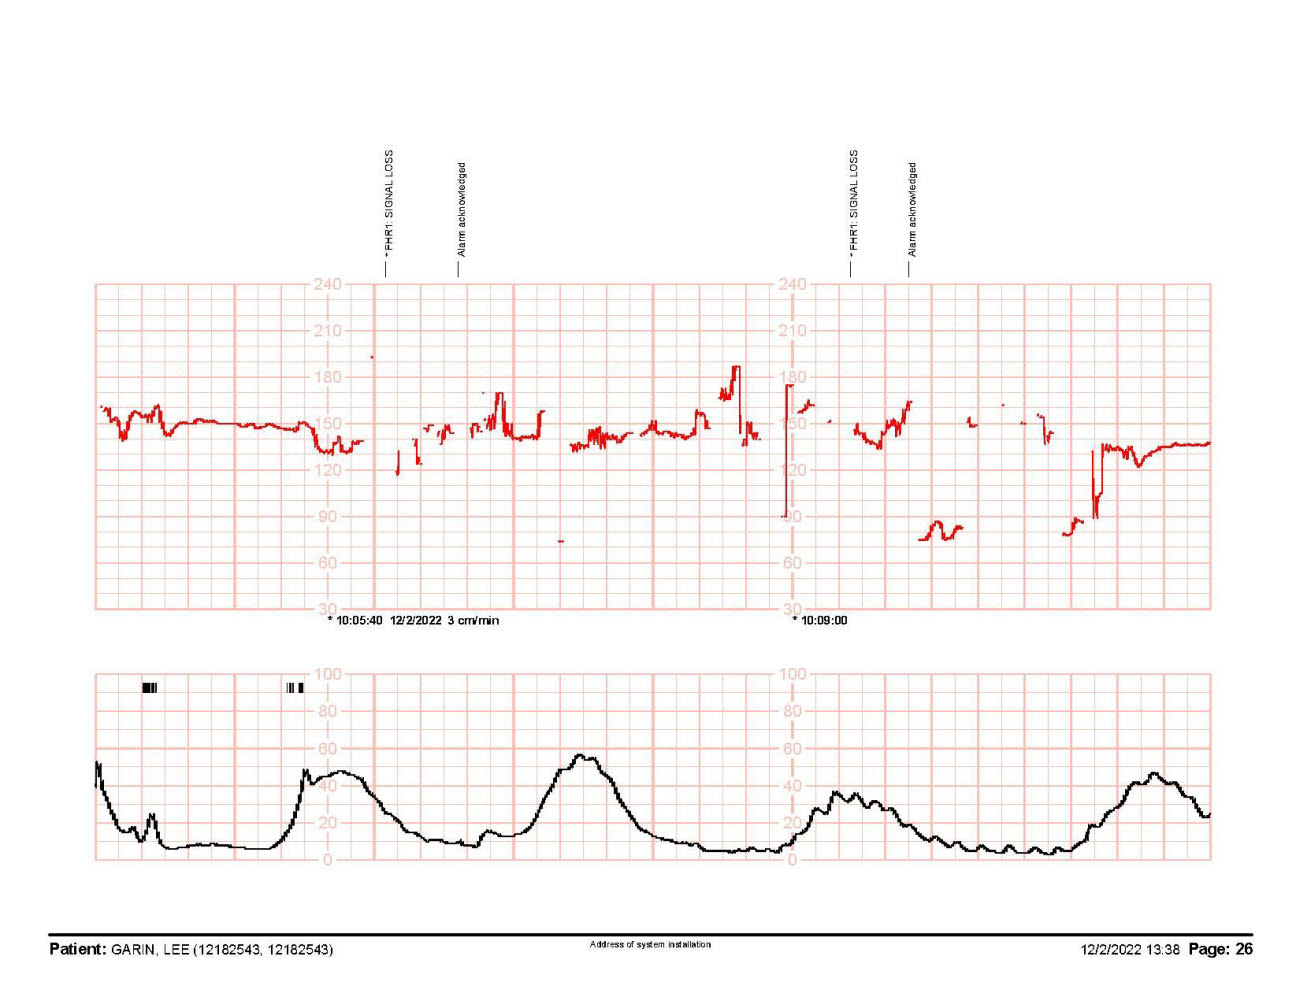 * FHR1: SIGNAL LOSS
Alarm acknowledged
* FHR1: SIGNAL LOSS
Alarm acknowledged
240 240
210 210
180 180
150 150
120 120
90 90
60 60
30 30
* 10:05:40 12/2/2022 3 cm/min * 10:09:00
100 100
80 80
60 60
40 40
20 20
0 0
Patient: GARIN, LEE (12182543, 12182543) Address of system installation 12/2/2022 13:38 Page: 26